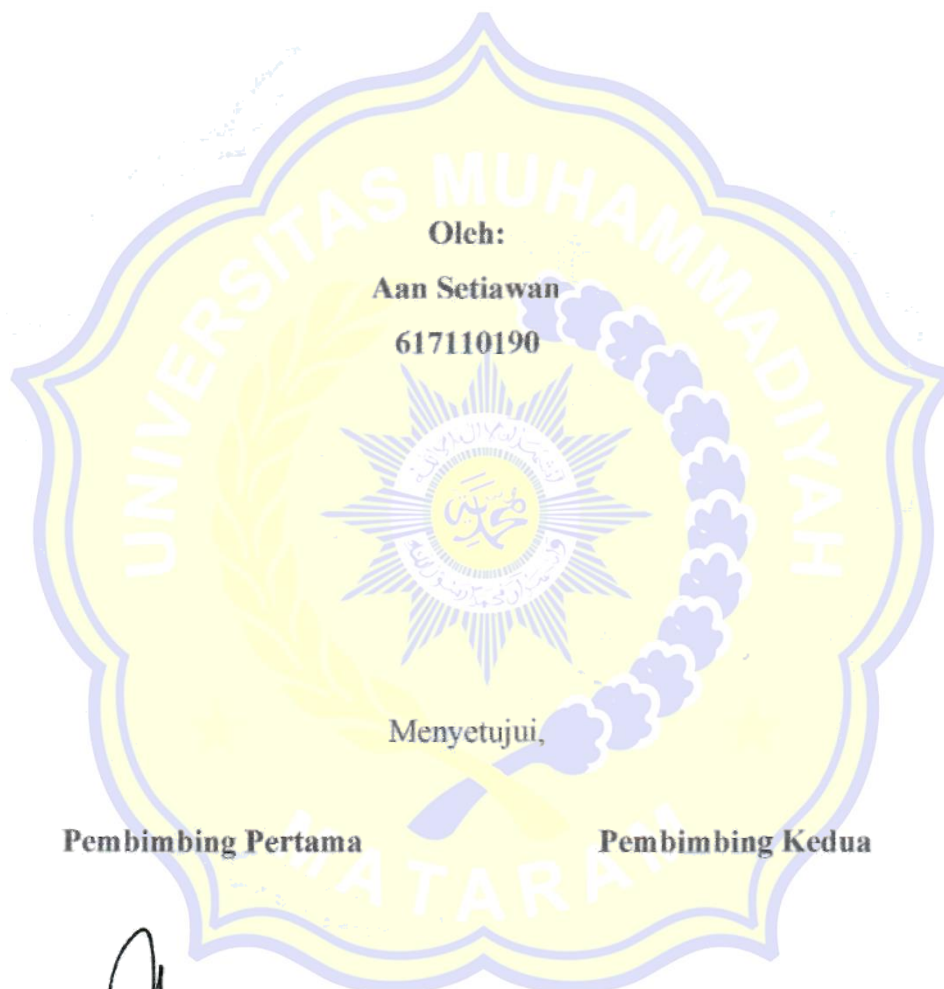 UNIVERSITAS MUHAMMADIYAH
Oleh:
Aan Setiawan
617110190
Menyetujui,
Pembimbing Pertama Pembimbing Kedua
MATARAM